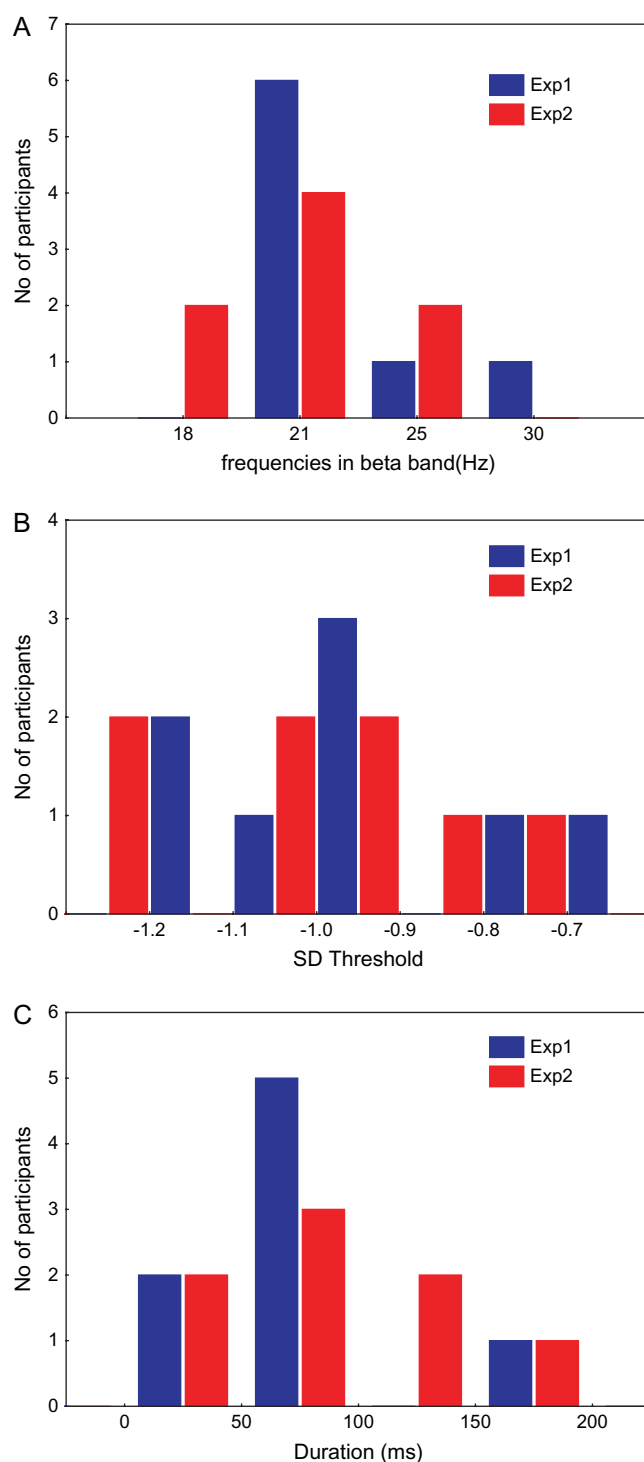 A
7
6
5
4
3
2
1
0
No of participants
Exp1
Exp2
18 21 25 30
frequencies in beta band(Hz)
B
4
3
2
1
0
No of participants
Exp1
Exp2
-1.2 -1.1 -1.0 -0.9 -0.8 -0.7
SD Threshold
C
6
5
4
3
2
1
0
No of participants
Exp1
Exp2
0 50 100 150 200
Duration (ms)